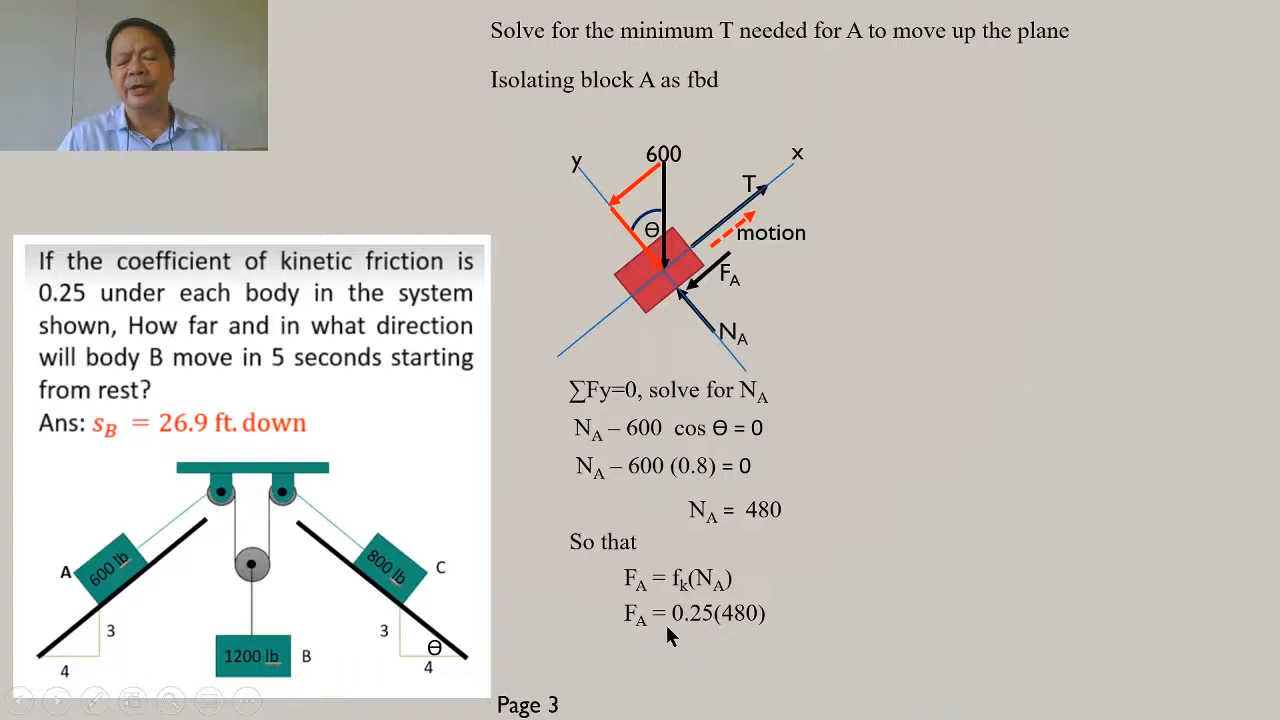 Solve for the minimum T needed for A to move up the plane
Isolating block A as fbd
y
600
x
T
ϴ
motion
F_A
N_A
∑Fy=0, solve for N_A
N_A – 600 cos ϴ = 0
N_A – 600 (0.8) = 0
N_A = 480
So that
F_A = f_k(N_A)
F_A = 0.25(480)
If the coefficient of kinetic friction is
0.25 under each body in the system
shown, How far and in what direction
will body B move in 5 seconds starting
from rest?
Ans: s_B = 26.9 ft. down
A
600 lb
800 lb
C
3
4
1200 lb
B
3
ϴ
4
Page 3